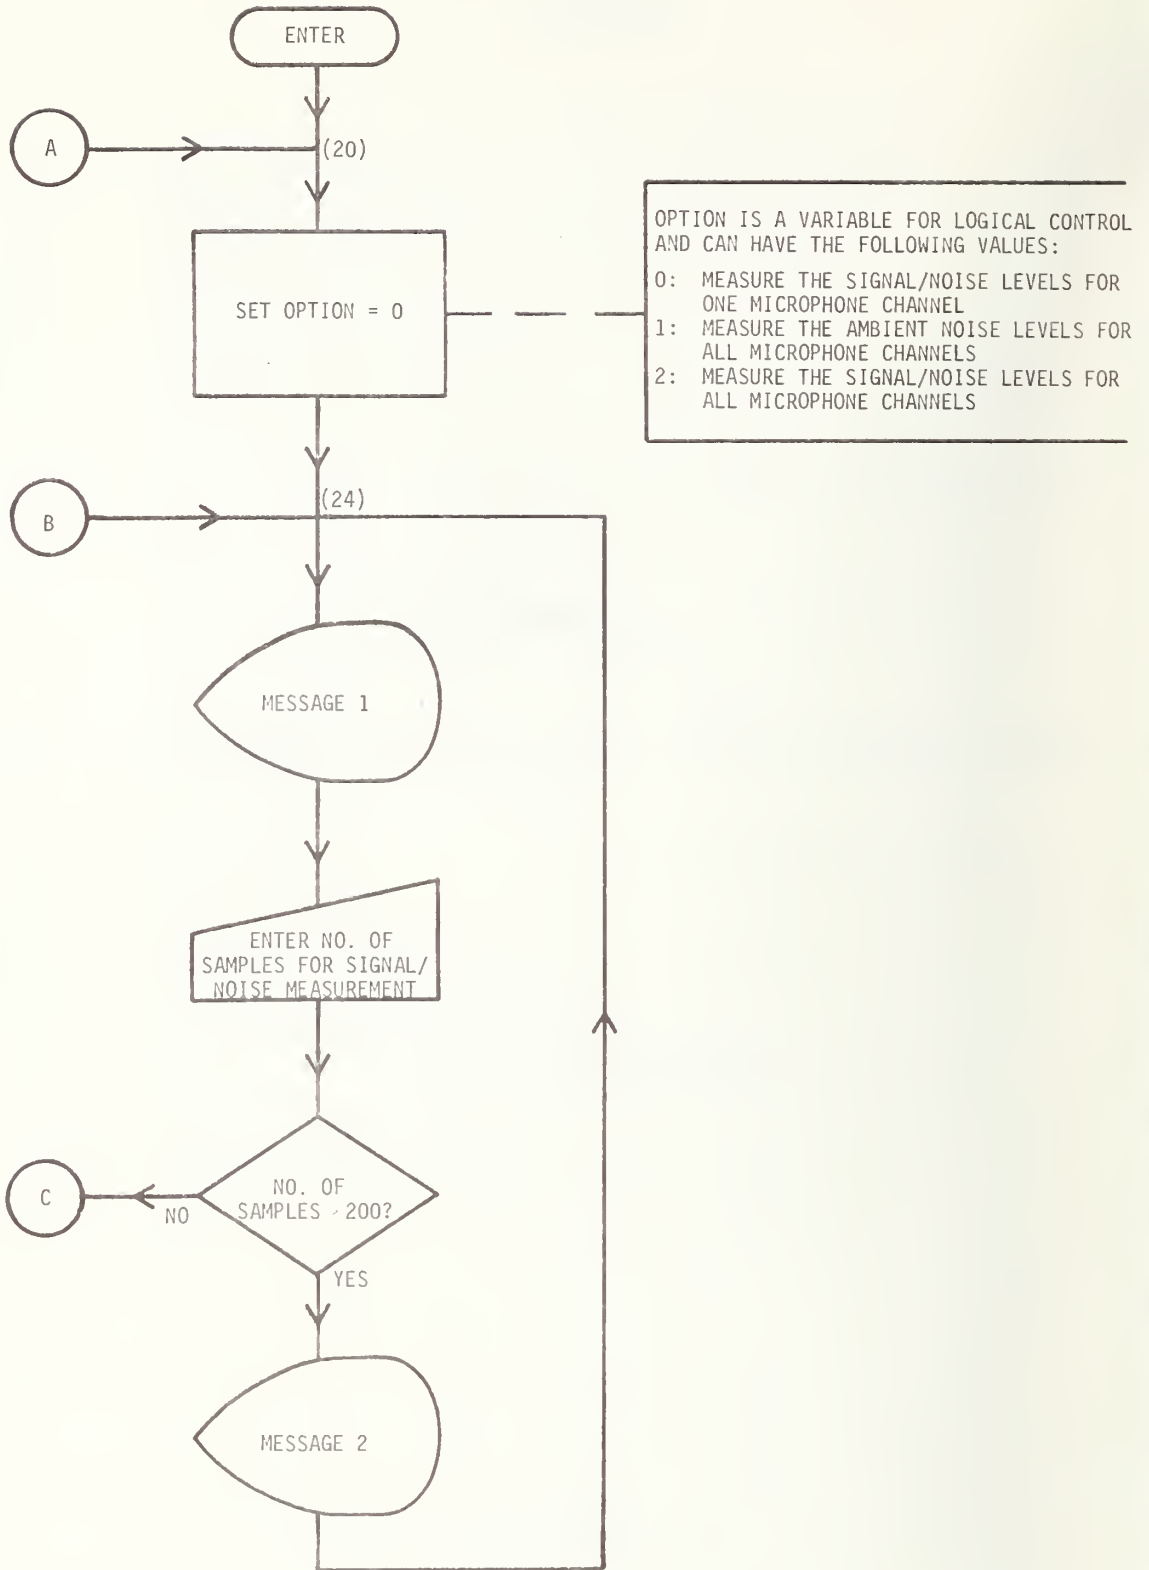 ENTER
A
(20)
SET OPTION = 0
OPTION IS A VARIABLE FOR LOGICAL CONTROL
AND CAN HAVE THE FOLLOWING VALUES:
0: MEASURE THE SIGNAL/NOISE LEVELS FOR
ONE MICROPHONE CHANNEL
1: MEASURE THE AMBIENT NOISE LEVELS FOR
ALL MICROPHONE CHANNELS
2: MEASURE THE SIGNAL/NOISE LEVELS FOR
ALL MICROPHONE CHANNELS
(24)
B
MESSAGE 1
ENTER NO. OF
SAMPLES FOR SIGNAL/
NOISE MEASUREMENT
C
NO
NO. OF
SAMPLES 200?
YES
MESSAGE 2